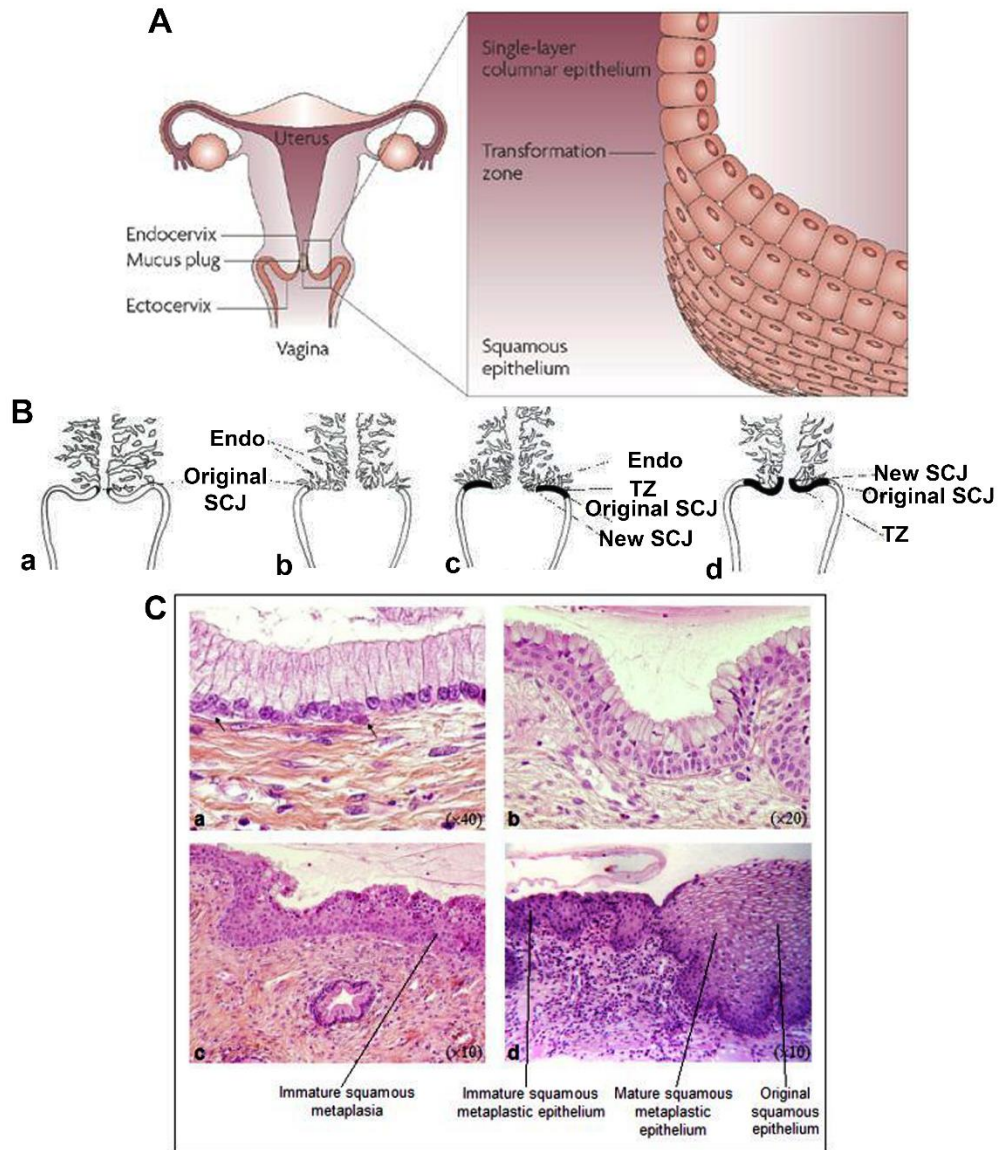 A
Single-layer
columnar epithelium
Uterus
Transformation
zone
Endocervix
Mucus plug
Ectocervix
Vagina
Squamous
epithelium
B
Endo
Original
SCJ
Endo
TZ
Original SCJ
New SCJ
New SCJ
Original SCJ
TZ
a
b
c
d
C
a
(×40)
b
(×20)
c
(×10)
d
(×10)
Immature squamous
metaplasia
Immature squamous
metaplastic epithelium
Mature squamous
metaplastic
epithelium
Original
squamous
epithelium